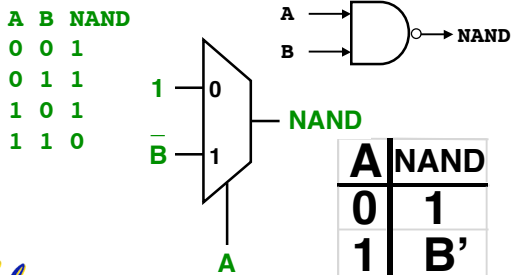 A B NAND
0 0 1
0 1 1
1 0 1
1 1 0
A
B
NAND
1
0
B̅
1
NAND
A
A NAND
0 1
1 B’